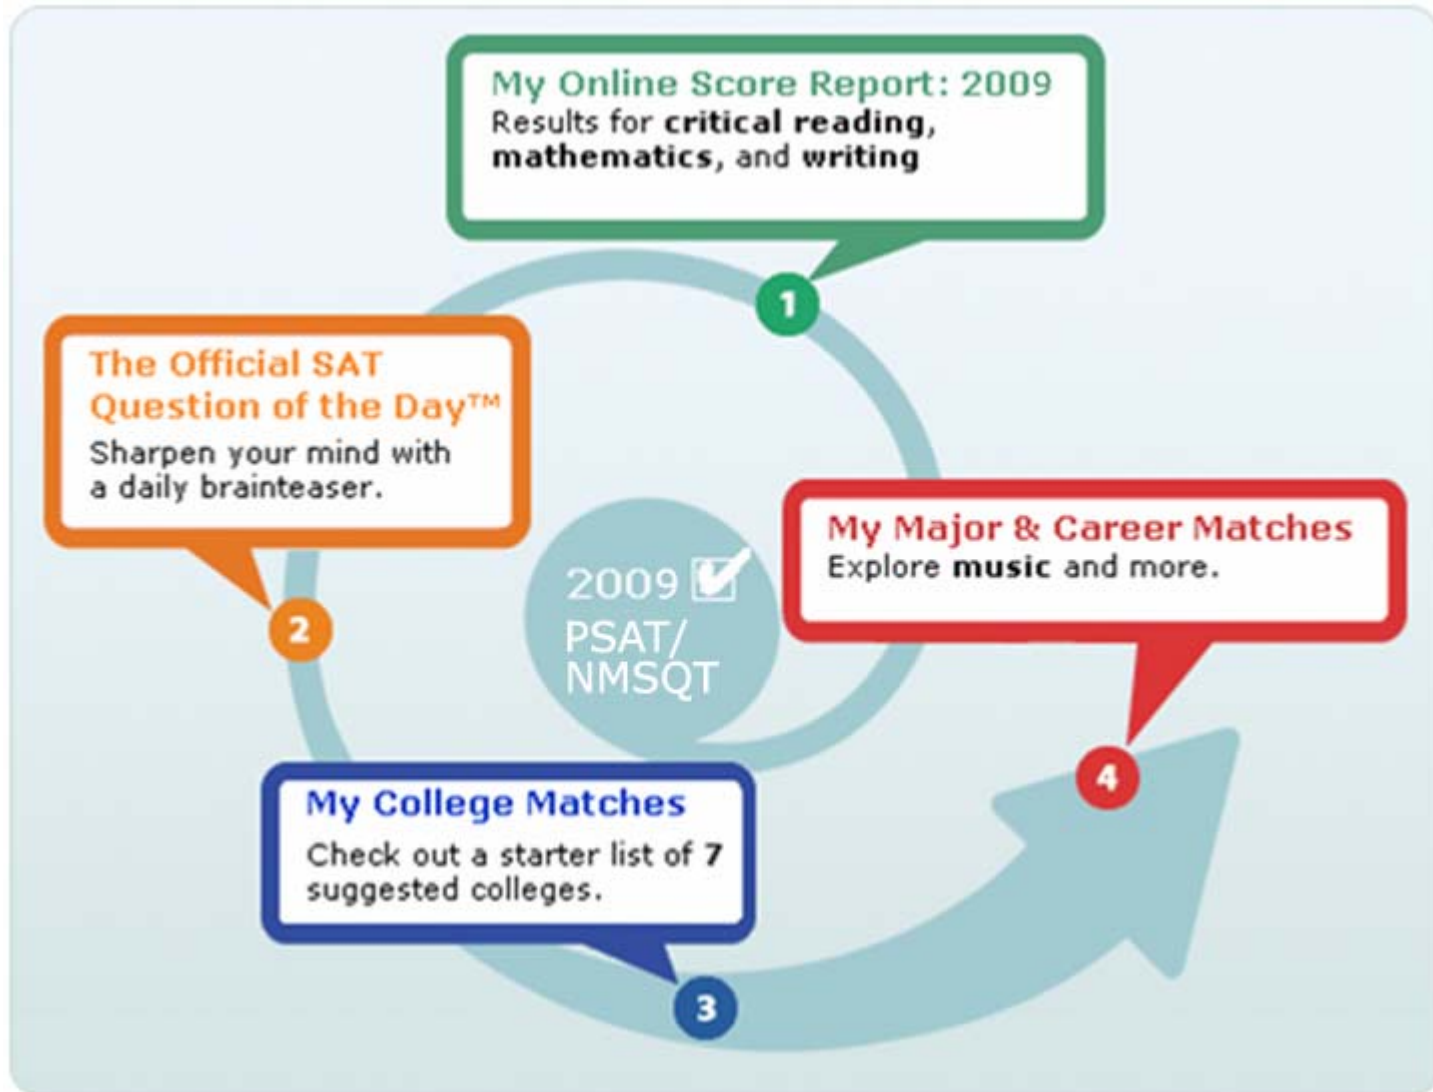 My Online Score Report: 2009
Results for critical reading,
mathematics, and writing
1
The Official SAT
Question of the Day™
Sharpen your mind with
a daily brainteaser.
2
2009
PSAT/
NMSQT
My College Matches
Check out a starter list of 7
suggested colleges.
3
My Major & Career Matches
Explore music and more.
4